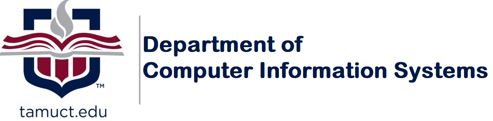 TM
tamuct.edu
Department of
Computer Information Systems